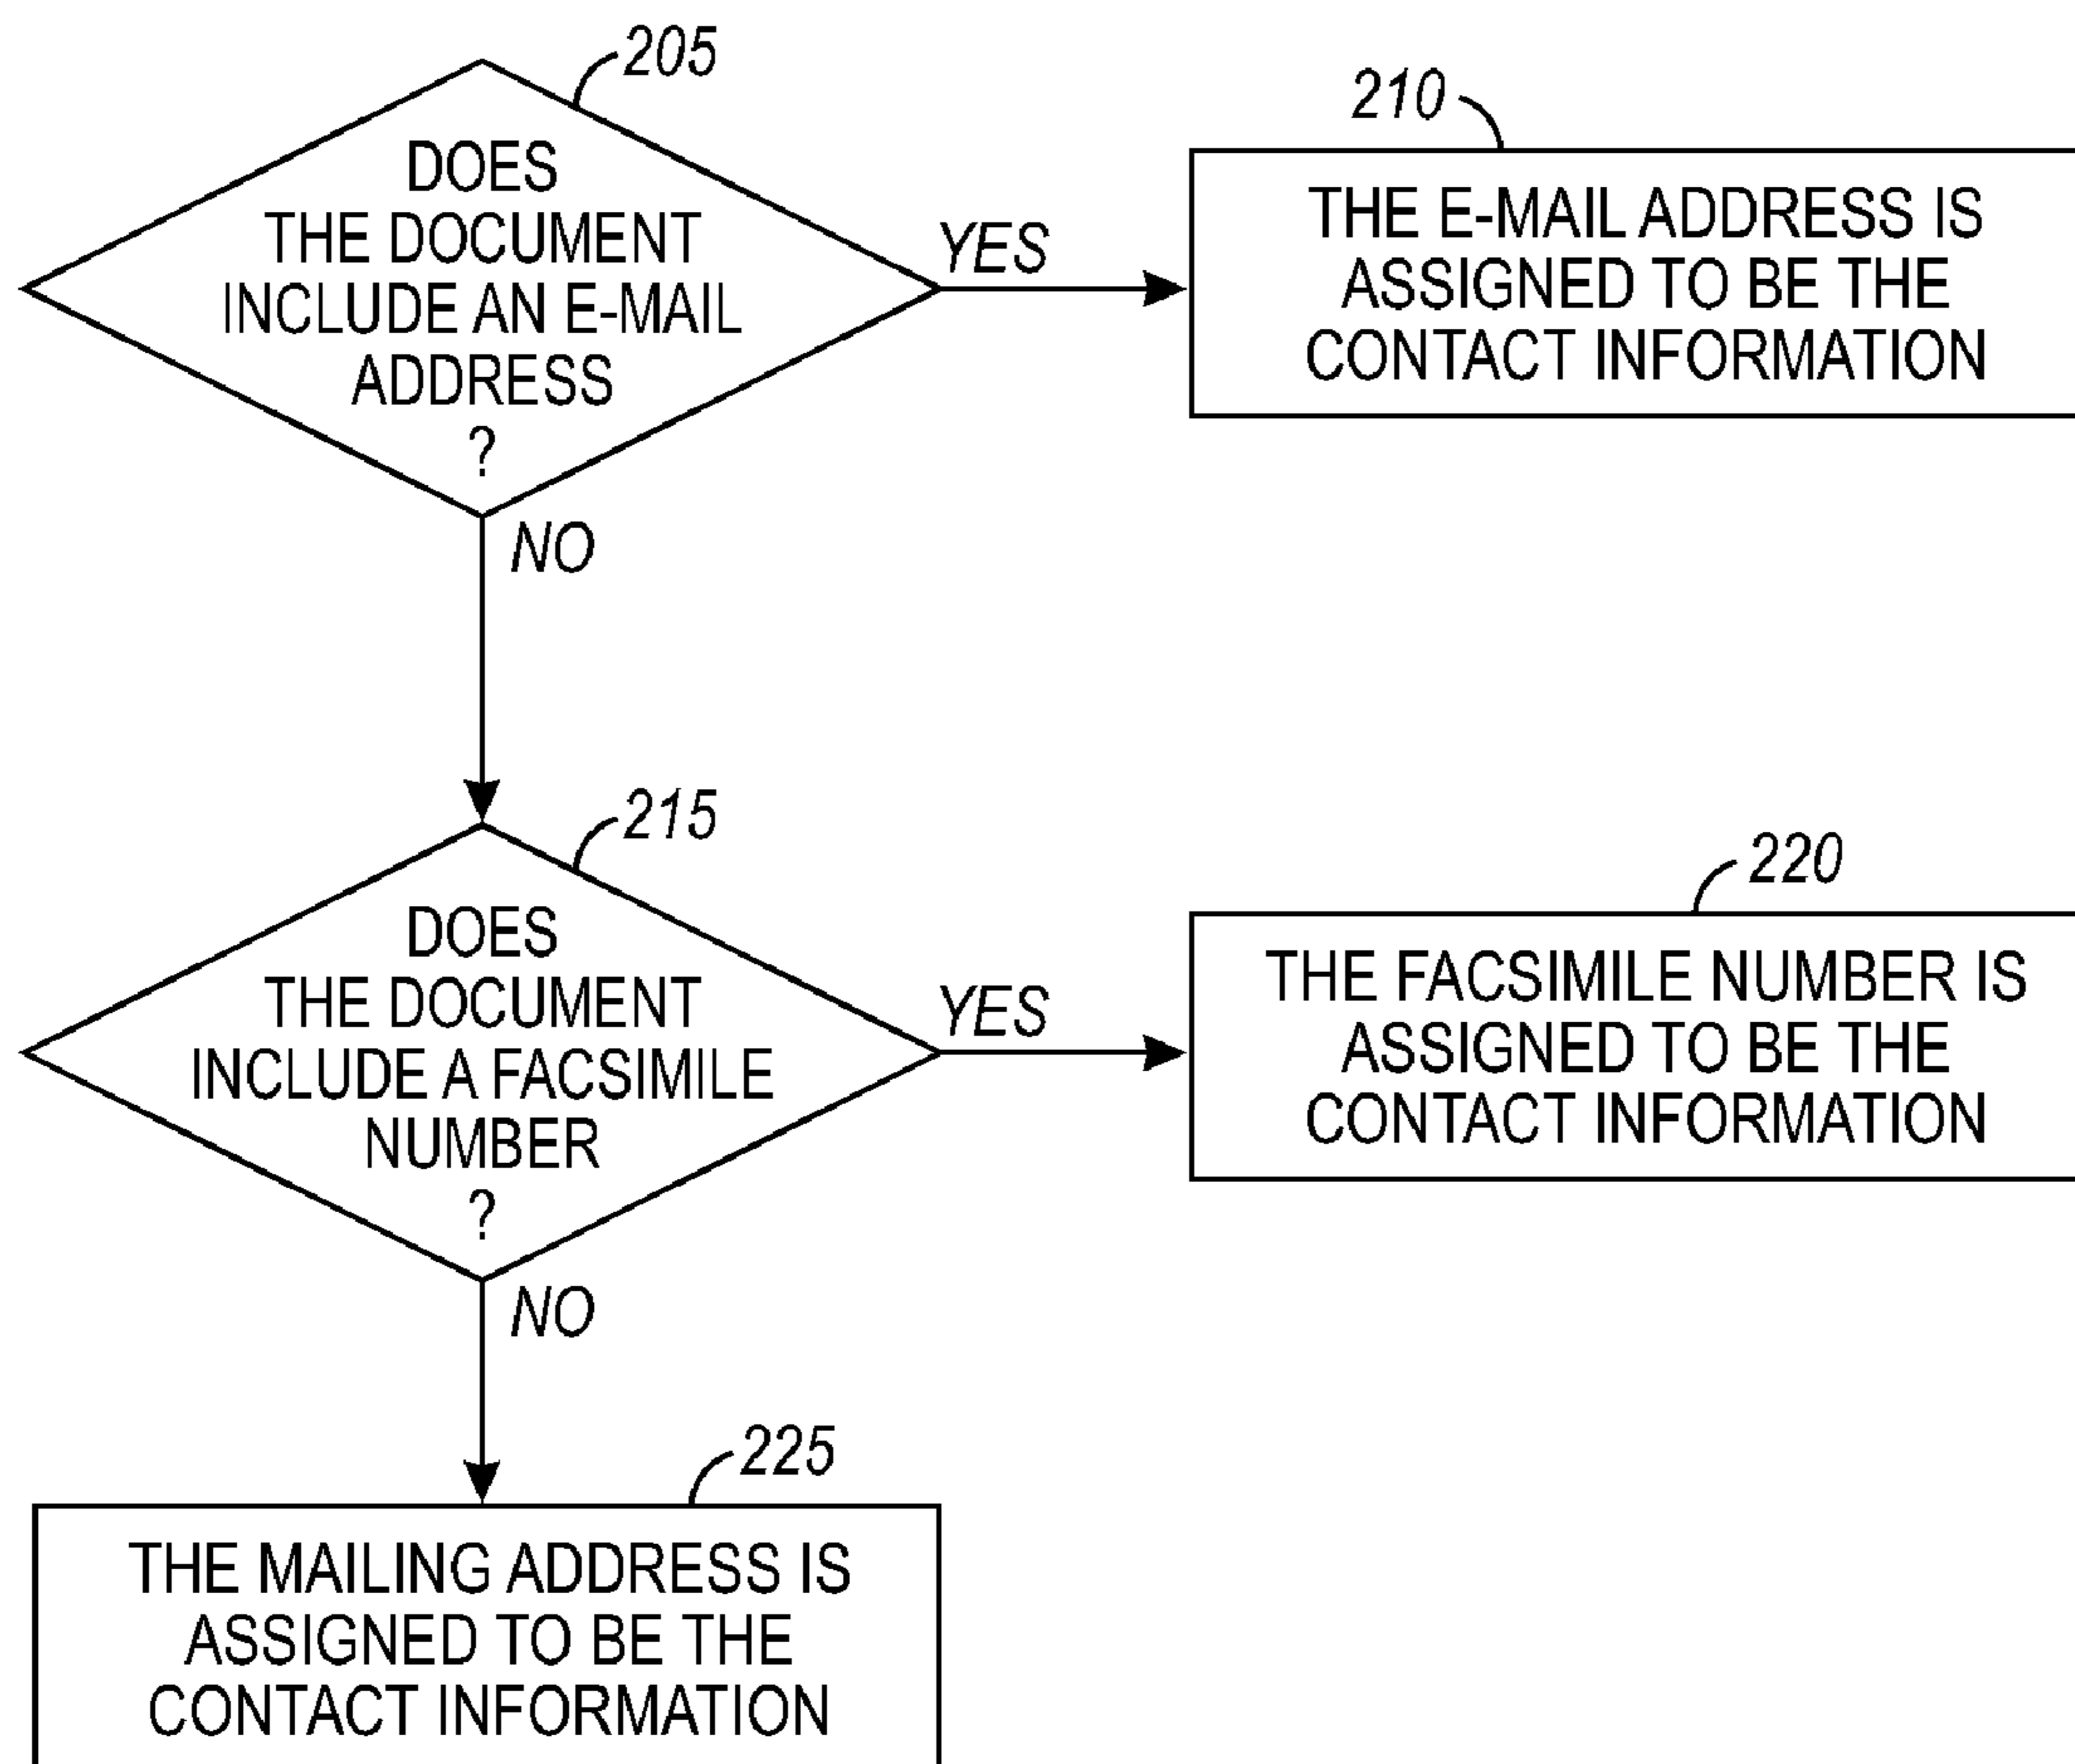 205
DOES
THE DOCUMENT
INCLUDE AN E-MAIL
ADDRESS
?
YES
NO
210
THE E-MAIL ADDRESS IS
ASSIGNED TO BE THE
CONTACT INFORMATION
215
DOES
THE DOCUMENT
INCLUDE A FACSIMILE
NUMBER
?
YES
NO
220
THE FACSIMILE NUMBER IS
ASSIGNED TO BE THE
CONTACT INFORMATION
225
THE MAILING ADDRESS IS
ASSIGNED TO BE THE
CONTACT INFORMATION